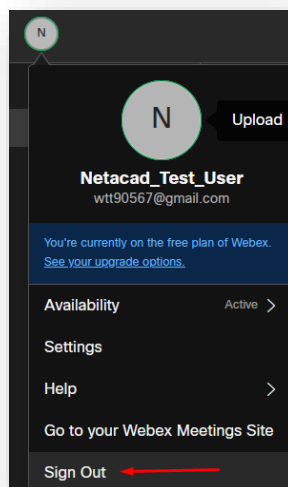 N
N
Upload
Netacad_Test_User
wtt90567@gmail.com
You're currently on the free plan of Webex.
See your upgrade options.
Availability Active
Settings
Help
Go to your Webex Meetings Site
Sign Out